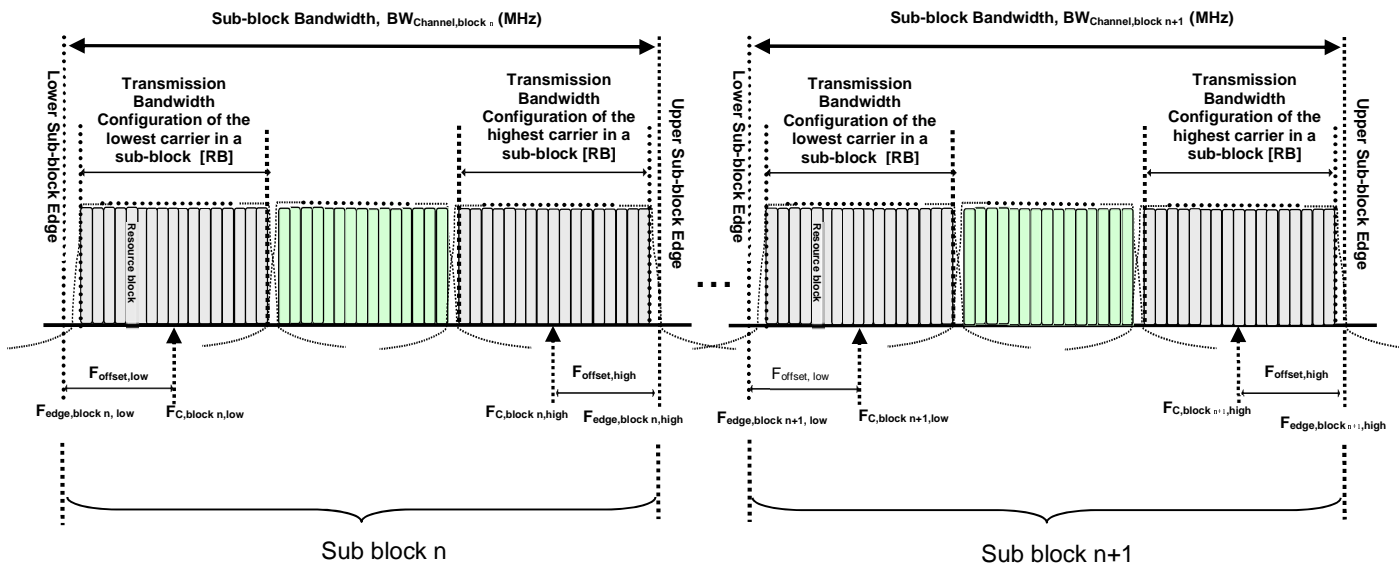 Sub-block Bandwidth, BWChannel,block n (MHz)
Sub-block Bandwidth, BWChannel,block n+1 (MHz)
Lower Sub-block Edge
Transmission
Bandwidth
Configuration of the
lowest carrier in a
sub-block [RB]
Transmission
Bandwidth
Configuration of the
highest carrier in a
sub-block [RB]
Upper Sub-block Edge
Lower Sub-block Edge
Transmission
Bandwidth
Configuration of the
lowest carrier in a
sub-block [RB]
Transmission
Bandwidth
Configuration of the
highest carrier in a
sub-block [RB]
Upper Sub-block Edge
Resource block
...
Resource block
Foffset,low
Foffset,high
Foffset, low
Foffset,high
Fedge,block n, low
FC,block n,low
FC,block n,high
Fedge,block n,high
Fedge,block n+1, low
FC,block n+1,low
FC,block n+1,high
Fedge,block n+1,high
Sub block n
Sub block n+1